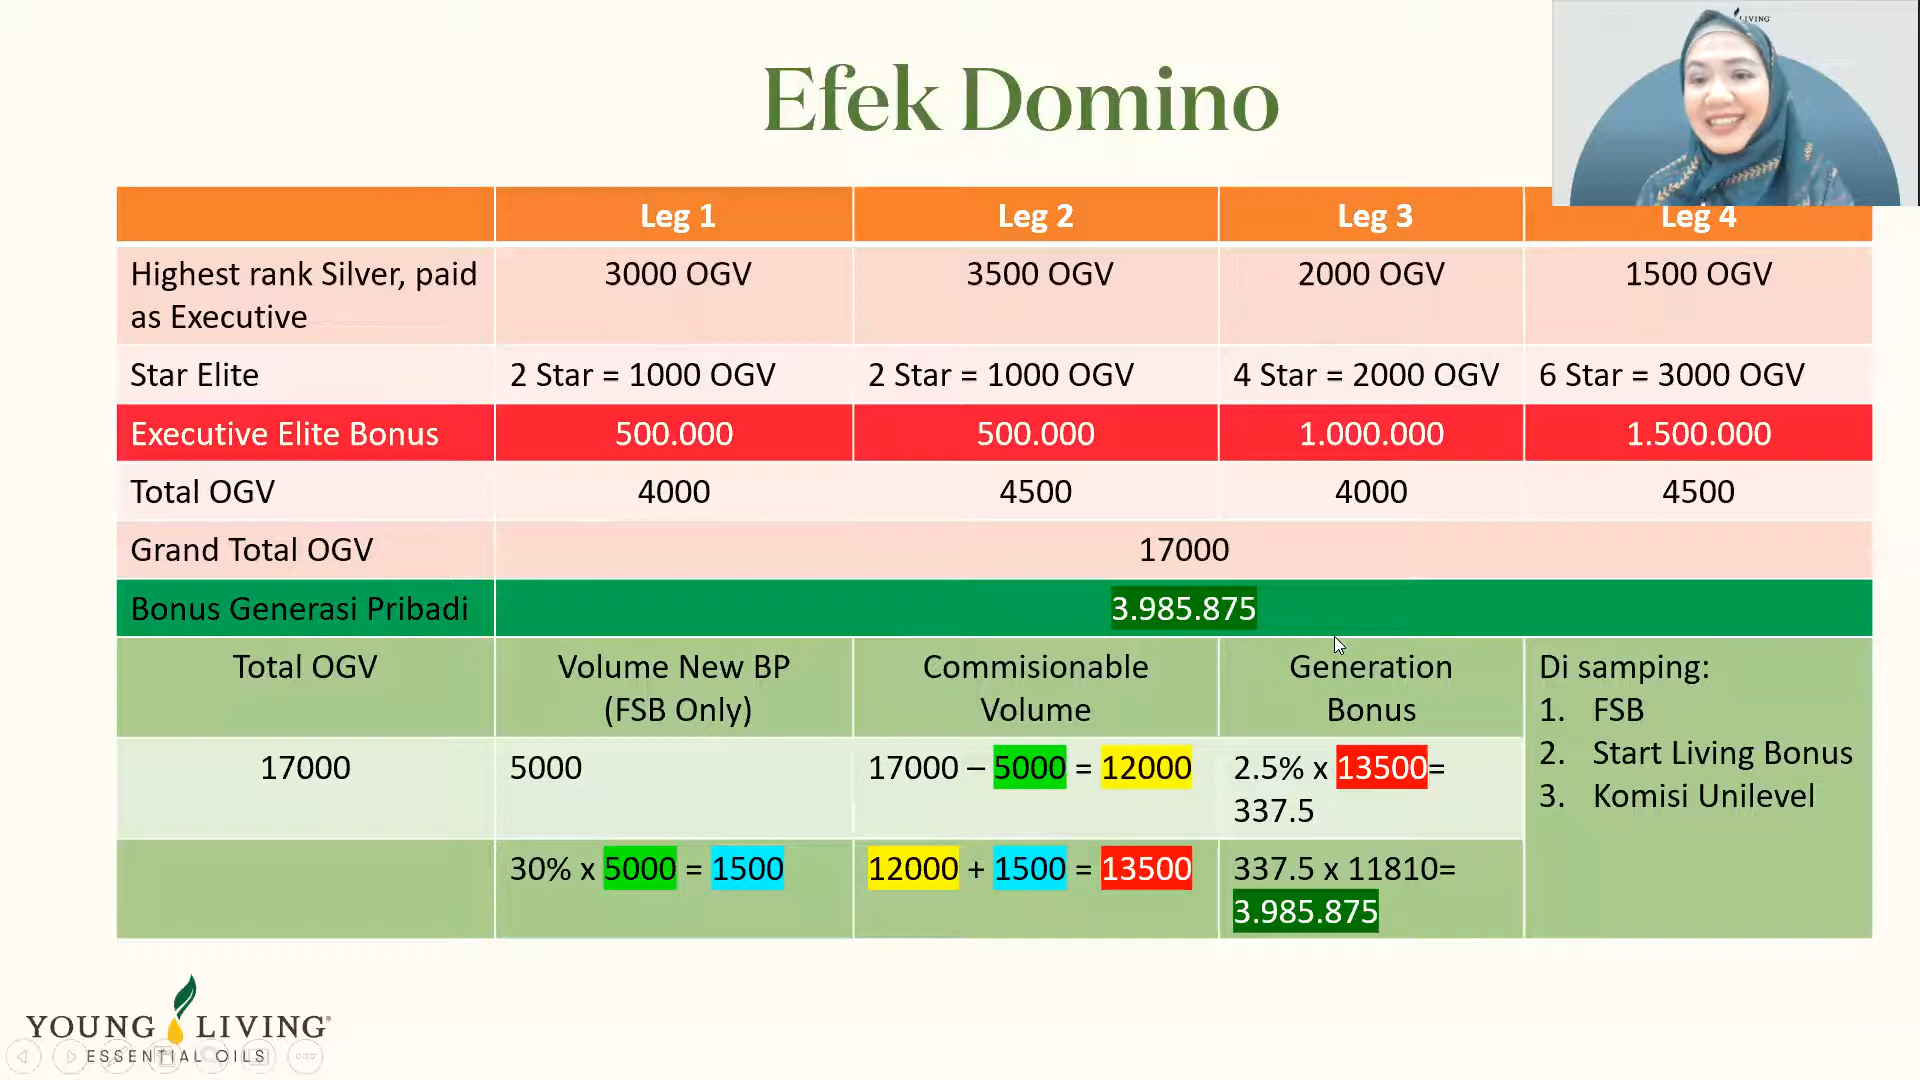 LIVING
Efek Domino
Leg 1 Leg 2 Leg 3 Leg 4
Highest rank Silver, paid as Executive 3000 OGV 3500 OGV 2000 OGV 1500 OGV
Star Elite 2 Star = 1000 OGV 2 Star = 1000 OGV 4 Star = 2000 OGV 6 Star = 3000 OGV
Executive Elite Bonus 500.000 500.000 1.000.000 1.500.000
Total OGV 4000 4500 4000 4500
Grand Total OGV 17000
Bonus Generasi Pribadi 3.985.875
Total OGV
Volume New BP
(FSB Only)
Commisionable
Volume
Generation
Bonus
Di samping:
1. FSB
2. Start Living Bonus
3. Komisi Unilevel
17000
5000
17000 – 5000 = 12000
2.5% x 13500=
337.5
30% x 5000 = 1500
12000 + 1500 = 13500
337.5 x 11810=
3.985.875
YOUNG LIVING®
ESSENTIAL OILS